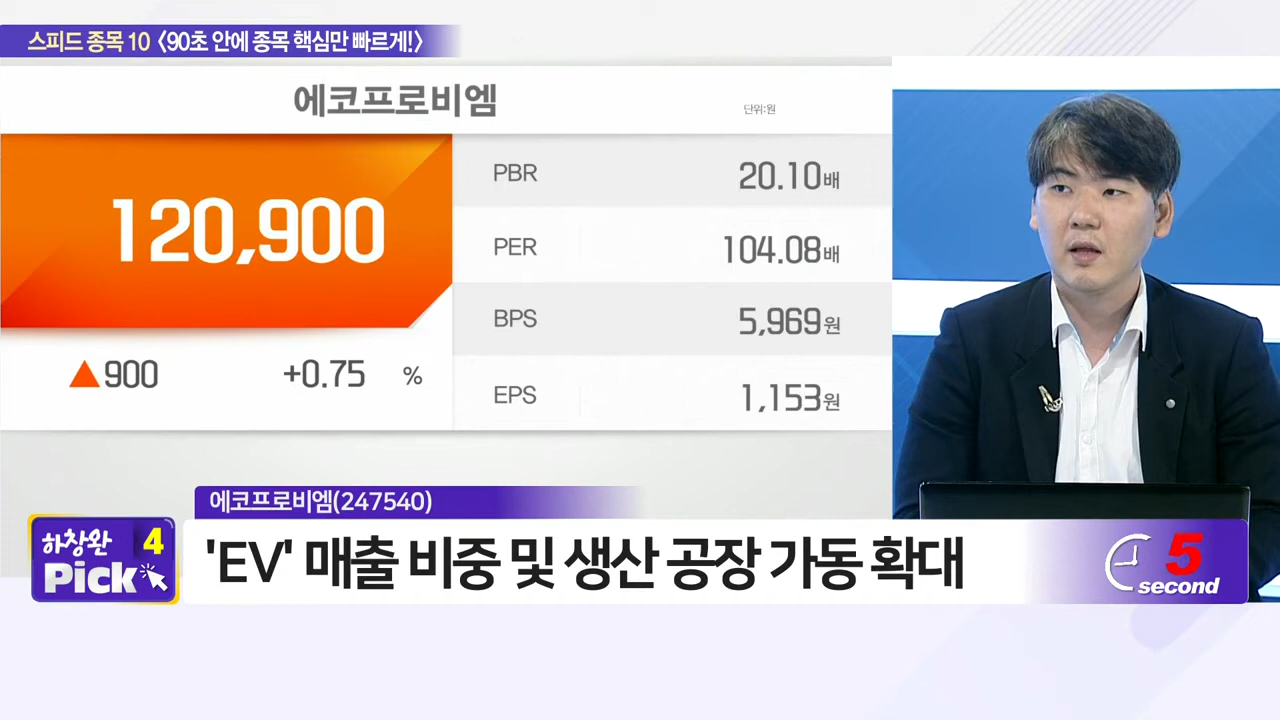 스피드 종목 10 〈90초 안에 종목 핵심만 빠르게!〉
에코프로비엠
단위:원
120,900
▲900 +0.75 %
PBR 20.10배
PER 104.08배
BPS 5,969원
EPS 1,153원
에코프로비엠(247540)
하창완 4
Pick
'EV' 매출 비중 및 생산 공장 가동 확대
5
second